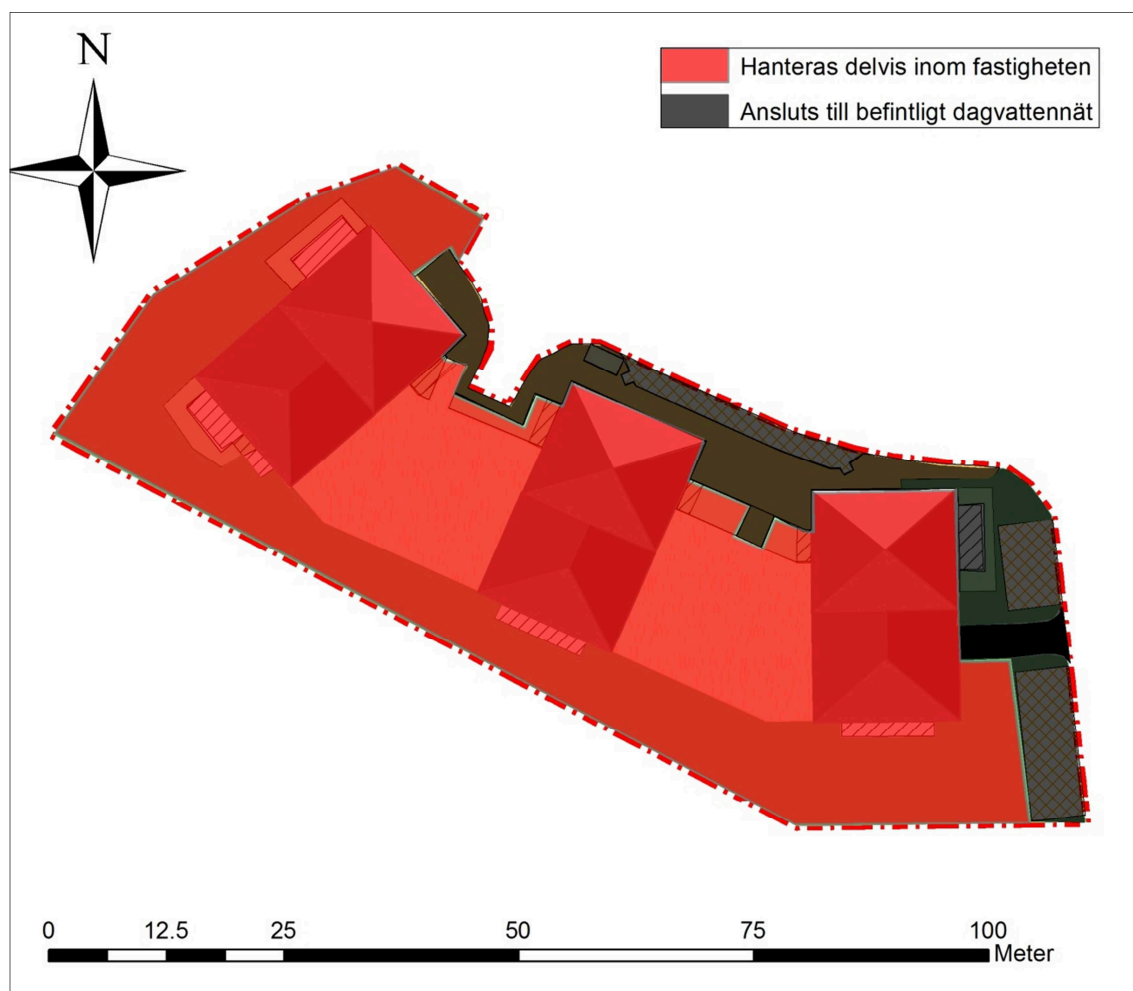 N
Hanteras delvis inom fastigheten
Ansluts till befintligt dagvattennät
0 12.5 25 50 75 100
Meter